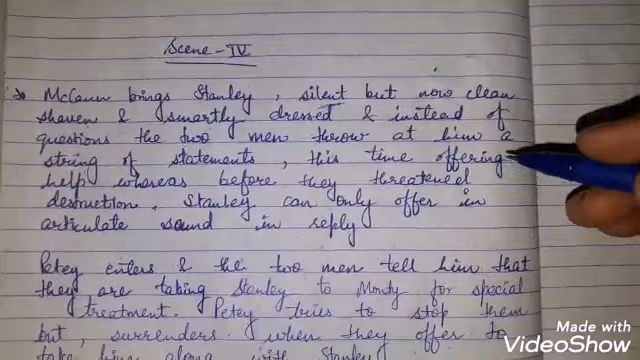 Scene - IV
McCann brings Stanley, silent but now clean
shaven & smartly dressed & instead of
questions the two men throw at him a
string of statements, this time offering
help whereas before they threatened
destruction. Stanley can only offer in
articulate sound in reply
Petey enters & the two men tell him that
they are taking Stanley to Monty for special
treatment. Petey tries to stop them
but, surrenders when they offer to
take him along with Stanley
Made with
VideoShow